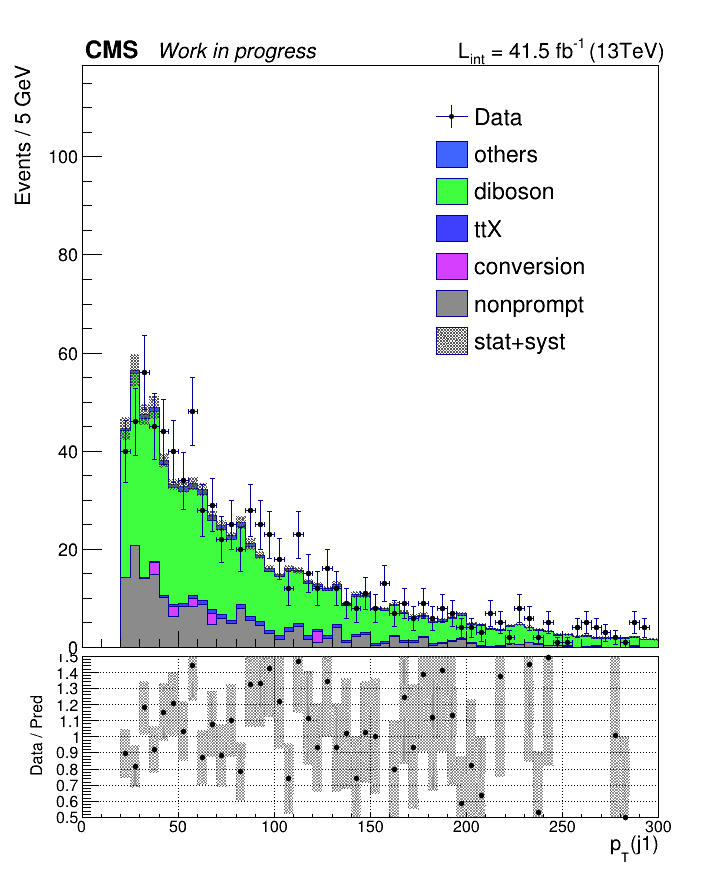 CMS Work in progress L_int = 41.5 fb^-1 (13TeV)
Events / 5 GeV
100
80
60
40
20
0
Data
others
diboson
ttX
conversion
nonprompt
stat+syst
Data / Pred
1.5
1.4
1.3
1.2
1.1
1
0.9
0.8
0.7
0.6
0.5
0 50 100 150 200 250 300
p_T(j1)